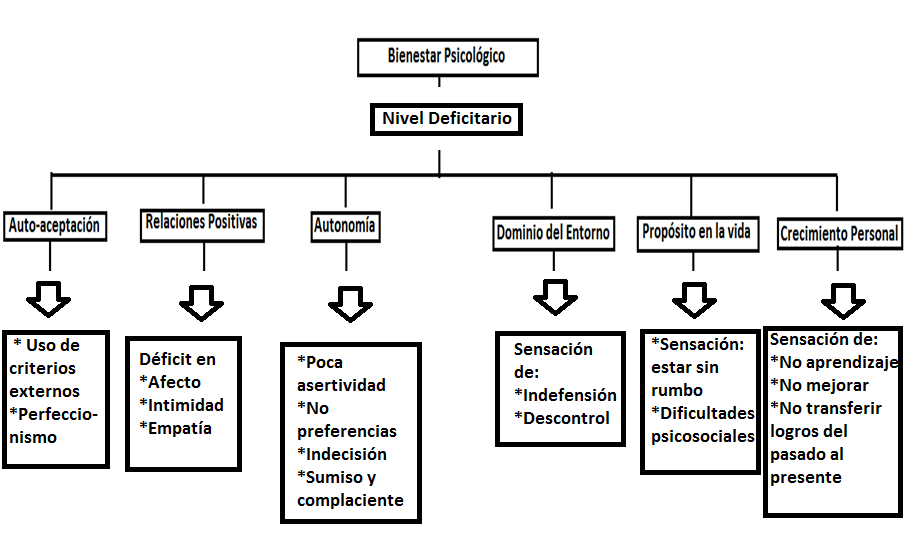 Bienestar Psicológico
Nivel Deficitario
Auto-aceptación
Relaciones Positivas
Autonomía
Dominio del Entorno
Propósito en la vida
Crecimiento Personal
* Uso de
criterios
externos
*Perfeccio-
nismo
Déficit en
*Afecto
*Intimidad
*Empatía
*Poca
asertividad
*No
preferencias
*Indecisión
*Sumiso y
complaciente
Sensación
de:
*Indefensión
*Descontrol
*Sensación:
estar sin
rumbo
*Dificultades
psicosociales
Sensación de:
*No aprendizaje
*No mejorar
*No transferir
logros del
pasado al
presente